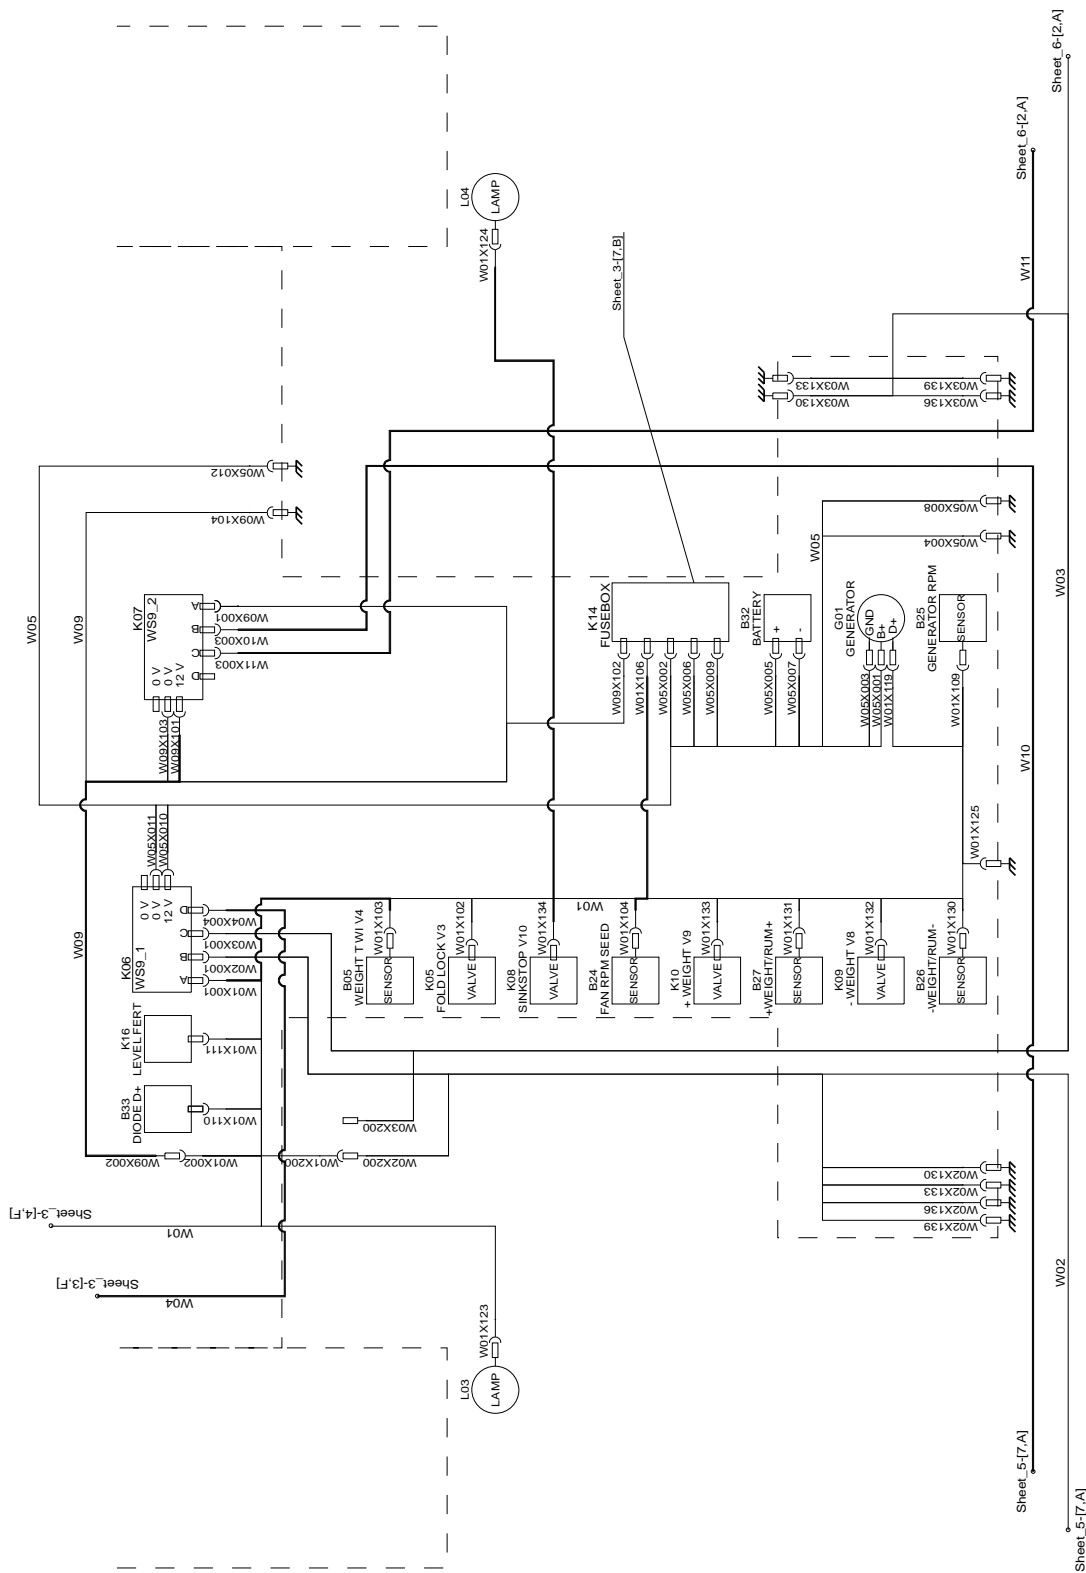 Sheet_6-[2,A]
Sheet_6-[2,A]
W11
L04
LAMP
W01X124
Sheet_3-[7,B]
W03X133
W03X130
W03X139
W03X136
W05X012
W09X104
W05
W09
K07
WS9_2
0 V
0 V
12 V
A
B
C
D
W09X001
W10X003
W11X003
W09X103
W09X101
K14
FUSEBOX
W09X102
W01X106
W05X002
W05X006
W05X009
B32
BATTERY
+
-
W05X005
W05X007
W05
W05X008
W05X004
G01
GENERATOR
GND
B+
D+
W05X003
W05X001
W01X119
B25
GENERATOR RPM
SENSOR
W01X109
W03
W10
W01X125
W05X011
W05X010
K06
WS9_1
0 V
0 V
12 V
D
C
B
A
W04X004
W03X001
W02X001
W01X001
W09
W01
B05
WEIGHT TWI V4
SENSOR
W01X103
K05
FOLD LOCK V3
VALVE
W01X102
K08
SINKSTOP V10
VALVE
W01X134
B24
FAN RPM SEED
SENSOR
W01X104
K10
+ WEIGHT V9
VALVE
W01X133
B27
+WEIGHT/RUM+
SENSOR
W01X131
K09
- WEIGHT V8
VALVE
W01X132
B26
-WEIGHT/RUM-
SENSOR
W01X130
K16
LEVEL FERT
W01X111
B33
DIODE D+
W01X110
W09X002
W01X002
W01X200
W02X200
W03X200
W02X130
W02X133
W02X136
W02X139
Sheet_3-[4,F]
W01
Sheet_3-[3,F]
W04
W01X123
L03
LAMP
W02
Sheet_5-[7,A]
Sheet_5-[7,A]